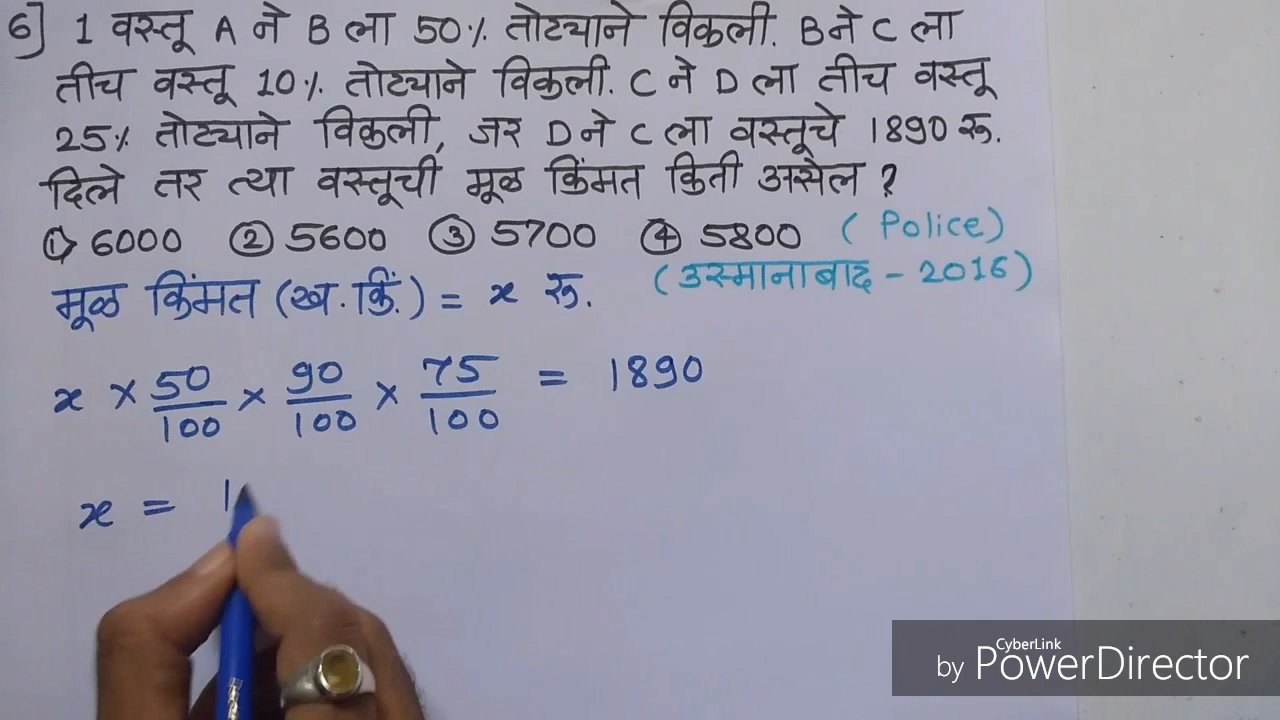 6] 1 वस्तू A ने B ला 50% तोट्याने विकली. B ने C ला
तीच वस्तू 10% तोट्याने विकली. C ने D ला तीच वस्तू
25% तोट्याने विकली, जर D ने C ला वस्तूचे 1890 रू.
दिले तर त्या वस्तूची मूळ किंमत किती असेल ?
① 6000 ② 5600 ③ 5700 ④ 5800 (Police)
(उस्मानाबाद - 2016)
मूळ किंमत (ख. किं.) = x रु.
x × 50/100 × 90/100 × 75/100 = 1890
x = 1
CyberLink
by PowerDirector